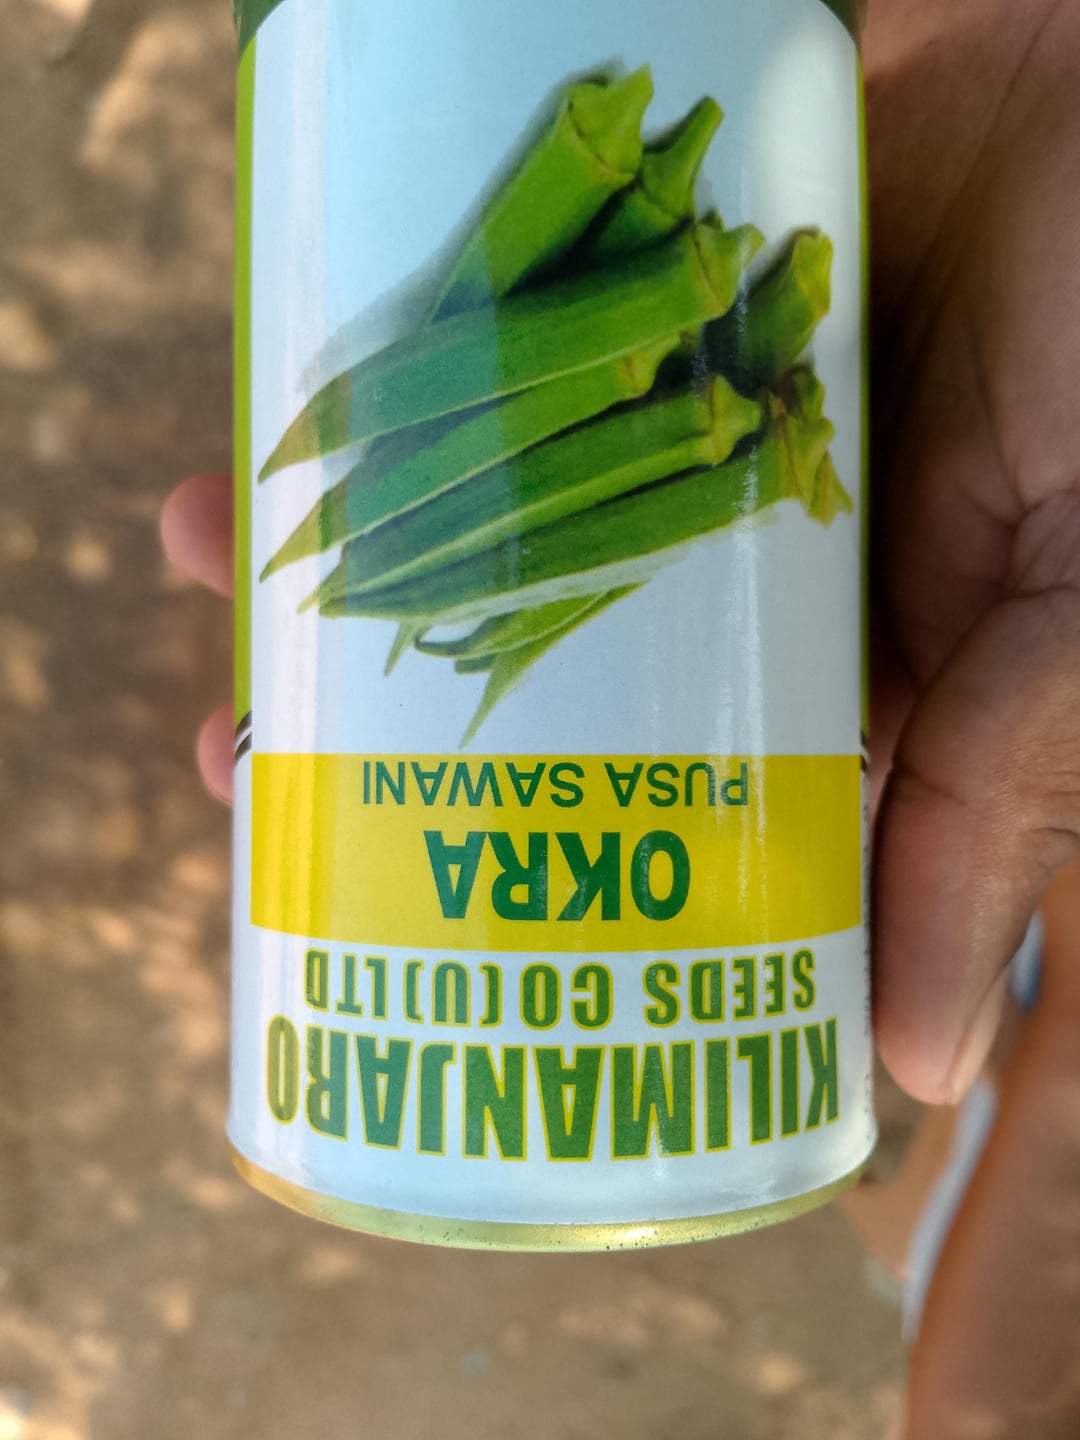 KILIMANJARO
SEEDS CO (U) LTD
OKRA
PUSA SAWANI